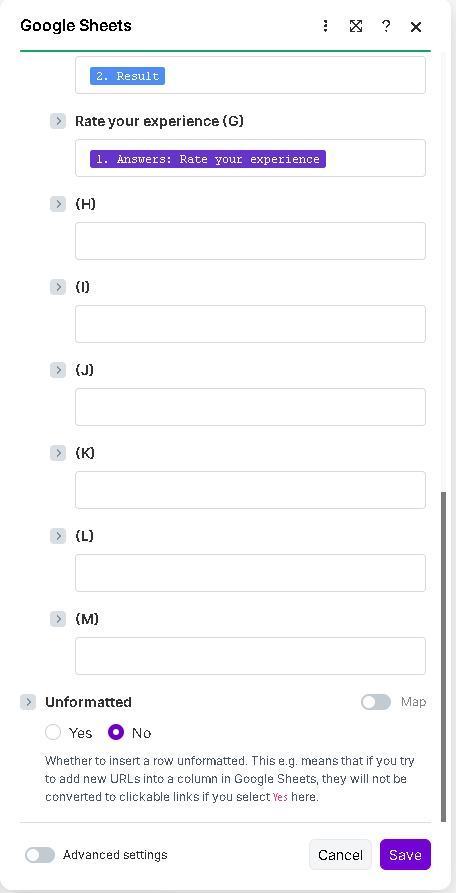 Google Sheets
?
2. Result
Rate your experience (G)
1. Answers: Rate your experience
(H)
(I)
(J)
(K)
(L)
(M)
Unformatted
Map
Yes
No
Whether to insert a row unformatted. This e.g. means that if you try
to add new URLs into a column in Google Sheets, they will not be
converted to clickable links if you select Yes here.
Advanced settings
Cancel
Save